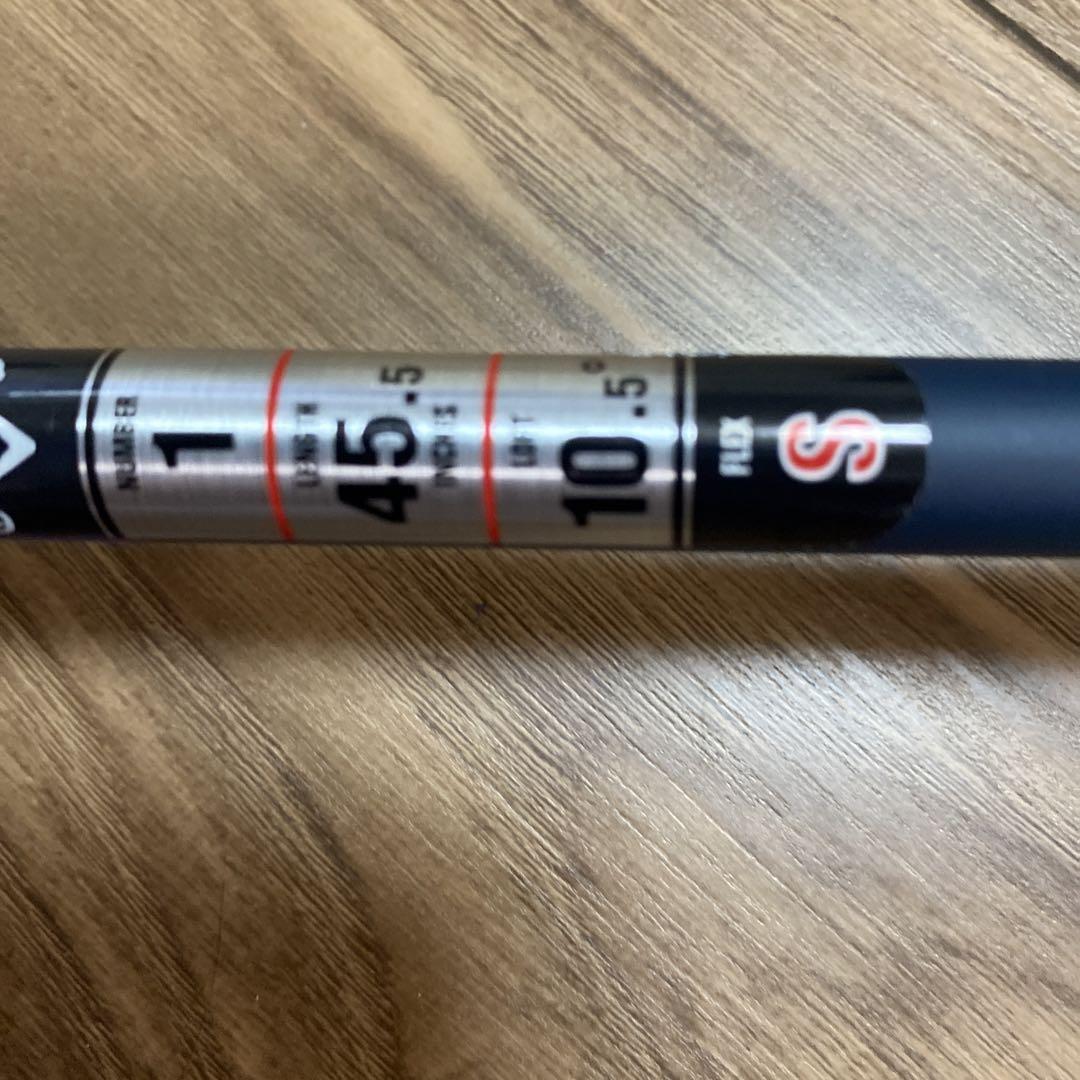 NUMBER
1
LENGTH
45.5
INCHES
LOFT
10.5°
FLEX
S